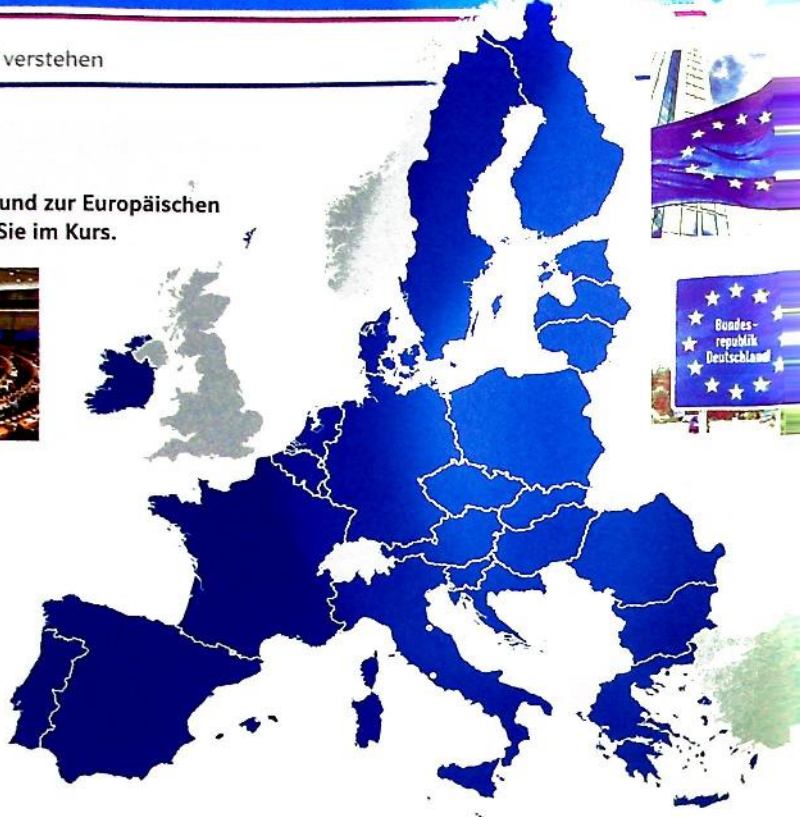 verstehen
und zur Europäischen
Sie im Kurs.
Bundes-
republik
Deutschland